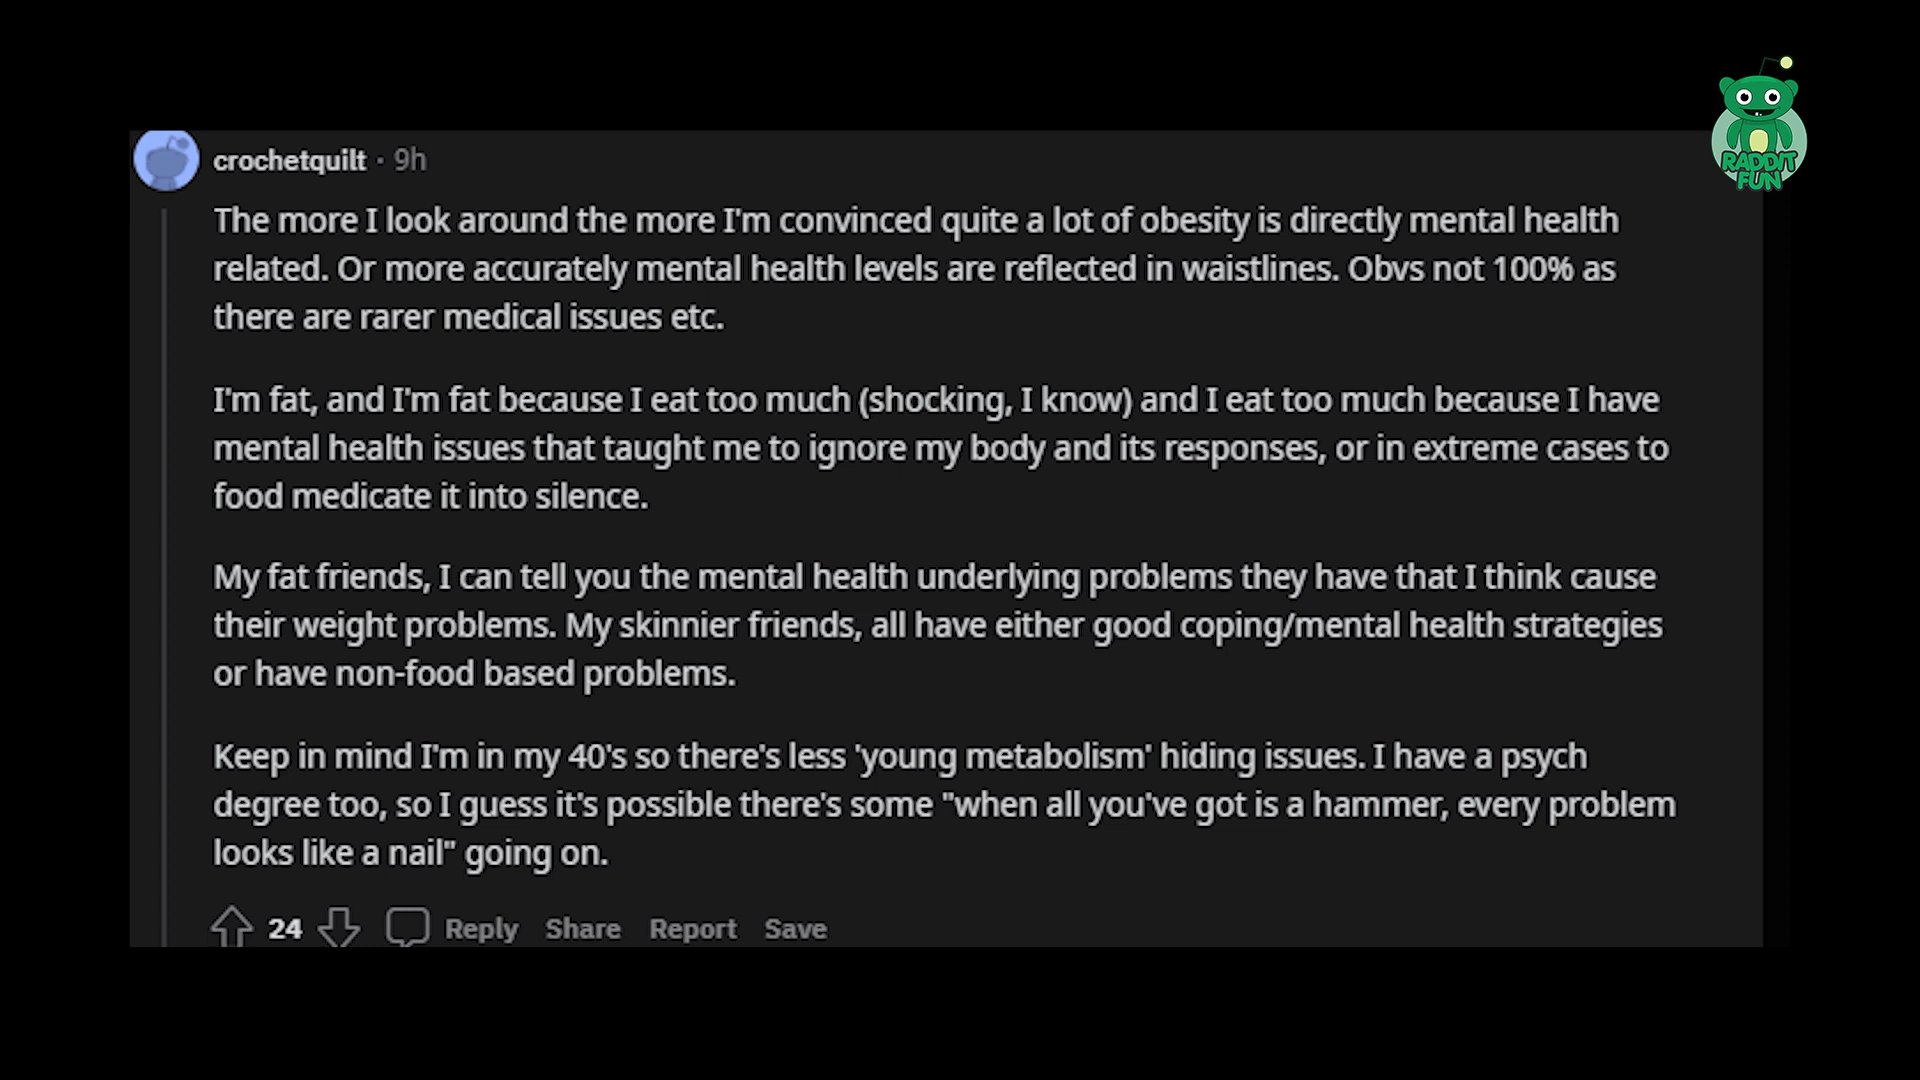 RADDIT
FUN
crochetquilt · 9h
The more I look around the more I'm convinced quite a lot of obesity is directly mental health
related. Or more accurately mental health levels are reflected in waistlines. Obvs not 100% as
there are rarer medical issues etc.
I'm fat, and I'm fat because I eat too much (shocking, I know) and I eat too much because I have
mental health issues that taught me to ignore my body and its responses, or in extreme cases to
food medicate it into silence.
My fat friends, I can tell you the mental health underlying problems they have that I think cause
their weight problems. My skinnier friends, all have either good coping/mental health strategies
or have non-food based problems.
Keep in mind I'm in my 40's so there's less 'young metabolism' hiding issues. I have a psych
degree too, so I guess it's possible there's some "when all you've got is a hammer, every problem
looks like a nail" going on.
24 Reply Share Report Save